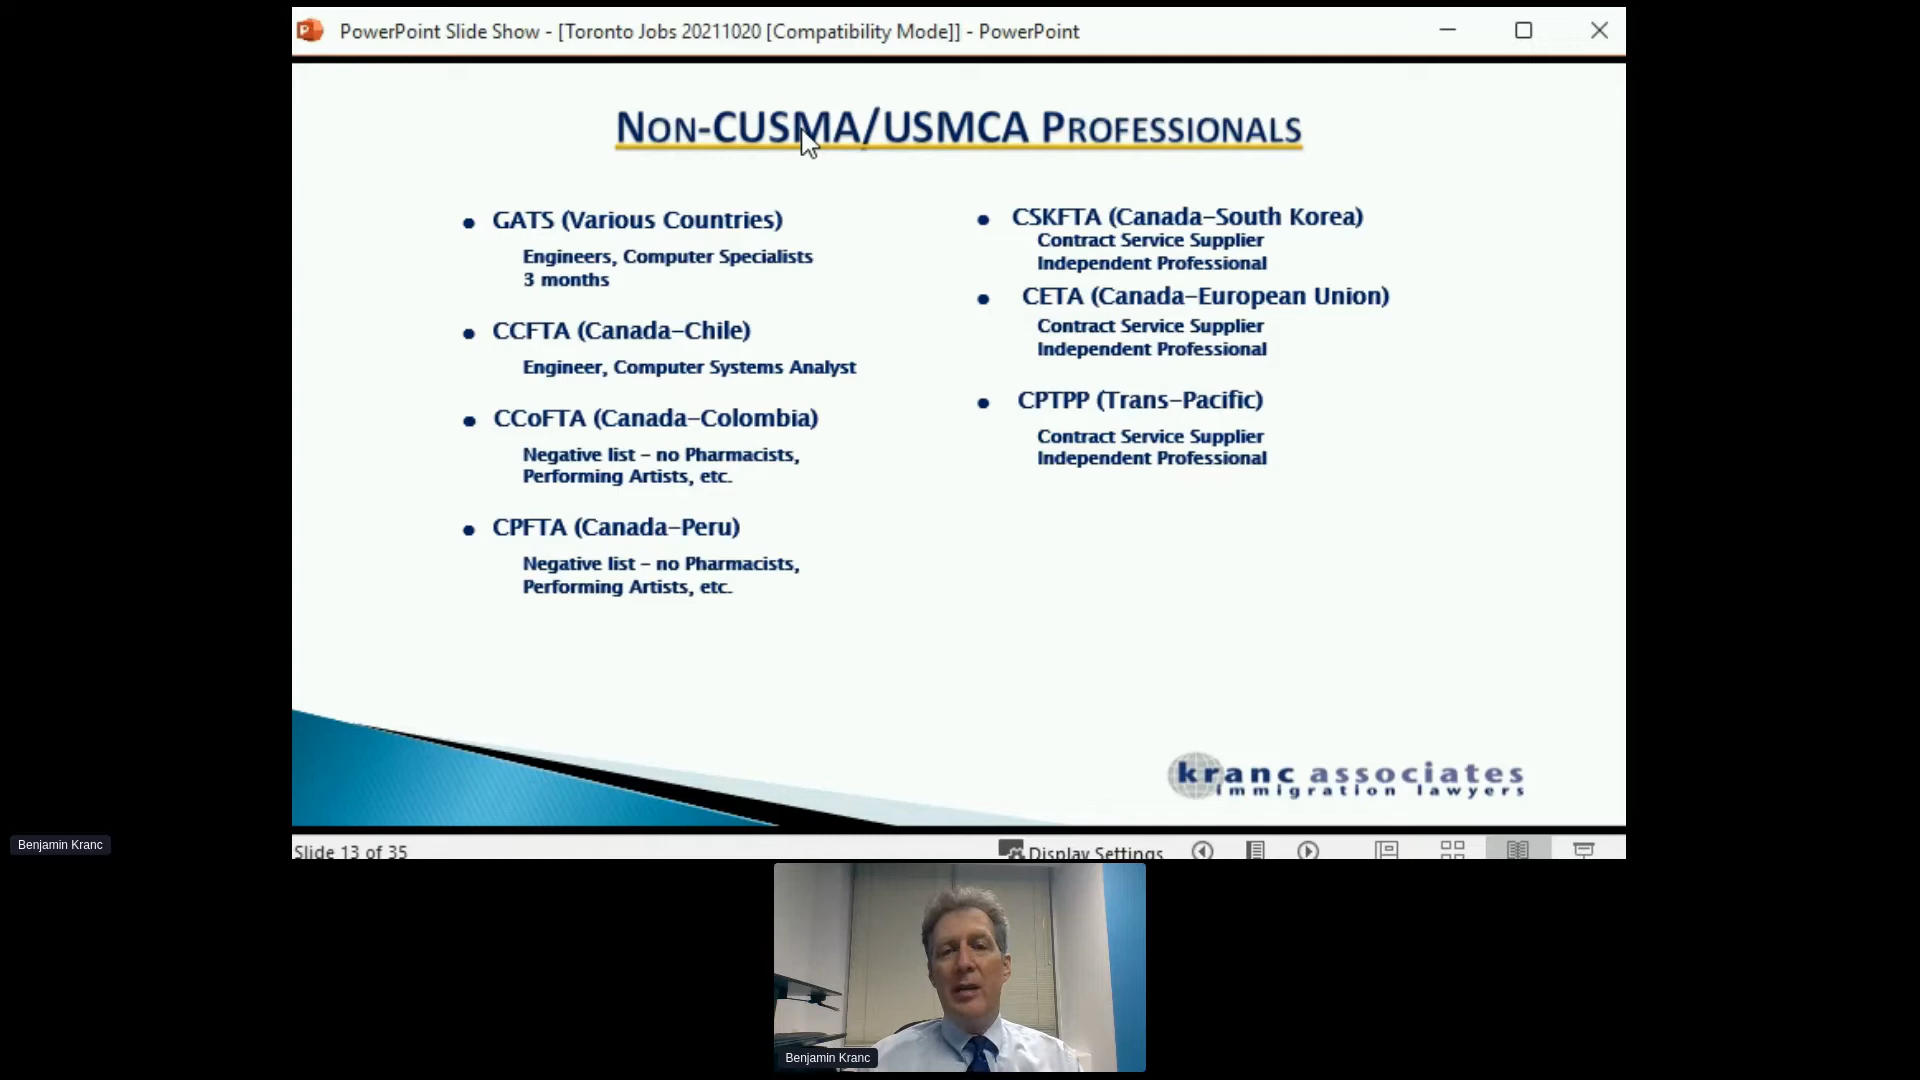 PowerPoint Slide Show - [Toronto Jobs 20211020 [Compatibility Mode]] - PowerPoint
NON-CUSMA/USMCA PROFESSIONALS
GATS (Various Countries)
Engineers, Computer Specialists
3 months
CCFTA (Canada-Chile)
Engineer, Computer Systems Analyst
CCoFTA (Canada-Colombia)
Negative list - no Pharmacists,
Performing Artists, etc.
CPFTA (Canada-Peru)
Negative list - no Pharmacists,
Performing Artists, etc.
CSKFTA (Canada-South Korea)
Contract Service Supplier
Independent Professional
CETA (Canada-European Union)
Contract Service Supplier
Independent Professional
CPTPP (Trans-Pacific)
Contract Service Supplier
Independent Professional
kranc associates
immigration lawyers
Slide 13 of 35
Display Settings
Benjamin Kranc
Benjamin Kranc